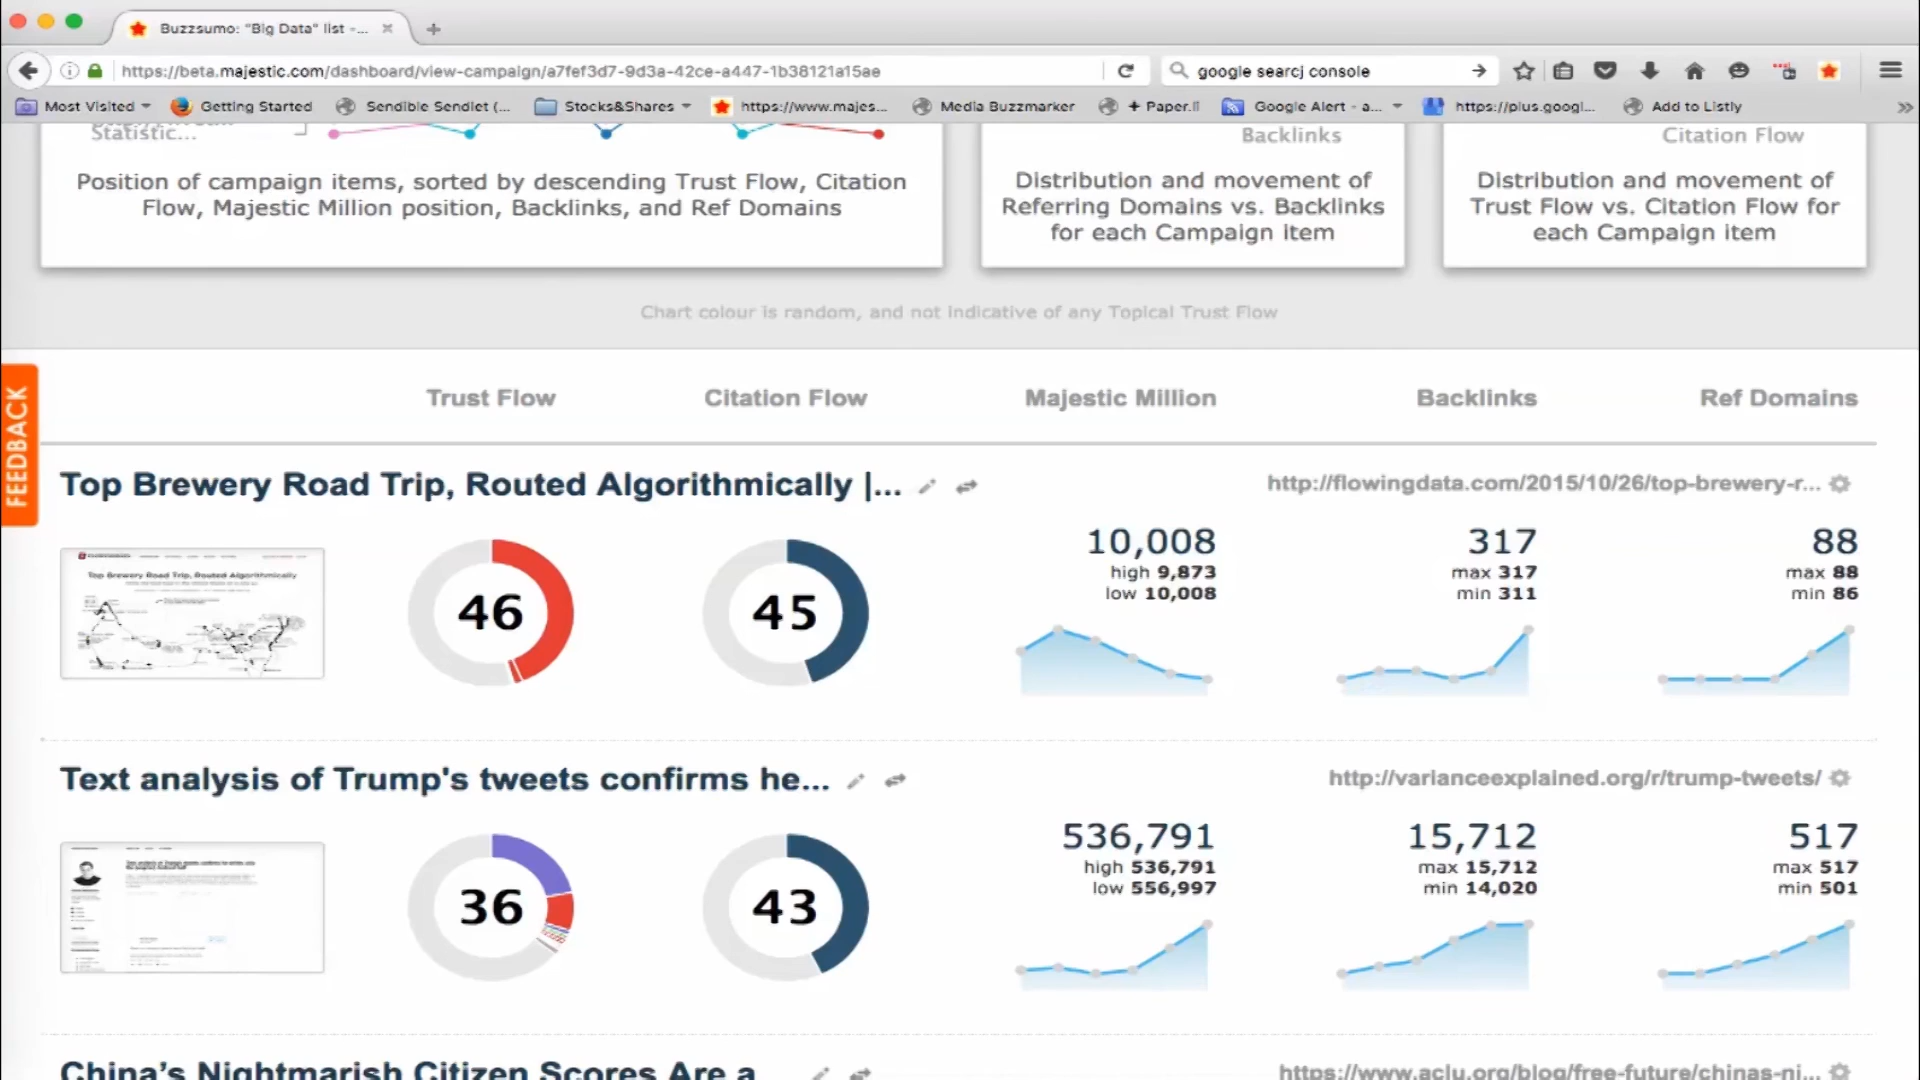 Buzzsumo: "Big Data" list -...
https://beta.majestic.com/dashboard/view-campaign/a7fef3d7-9d3a-42ce-a447-1b38121a15ae
google searcj console
Most Visited
Getting Started
Sendible Sendlet (...
Stocks&Shares
https://www.majes...
Media Buzzmarker
+ Paper.li
Google Alert - a...
https://plus.googl...
Add to Listly
Statistic...
Backlinks
Citation Flow
Position of campaign items, sorted by descending Trust Flow, Citation
Flow, Majestic Million position, Backlinks, and Ref Domains
Distribution and movement of
Referring Domains vs. Backlinks
for each Campaign item
Distribution and movement of
Trust Flow vs. Citation Flow for
each Campaign item
Chart colour is random, and not indicative of any Topical Trust Flow
FEEDBACK
Trust Flow
Citation Flow
Majestic Million
Backlinks
Ref Domains
Top Brewery Road Trip, Routed Algorithmically |...
http://flowingdata.com/2015/10/26/top-brewery-r...
Top Brewery Road Trip, Routed Algorithmically
46
45
10,008
high 9,873
low 10,008
317
max 317
min 311
88
max 88
min 86
Text analysis of Trump's tweets confirms he...
http://varianceexplained.org/r/trump-tweets/
36
43
536,791
high 536,791
low 556,997
15,712
max 15,712
min 14,020
517
max 517
min 501
China's Nightmarish Citizen Scores Are a
https://www.aclu.org/blog/free-future/chinas-ni...